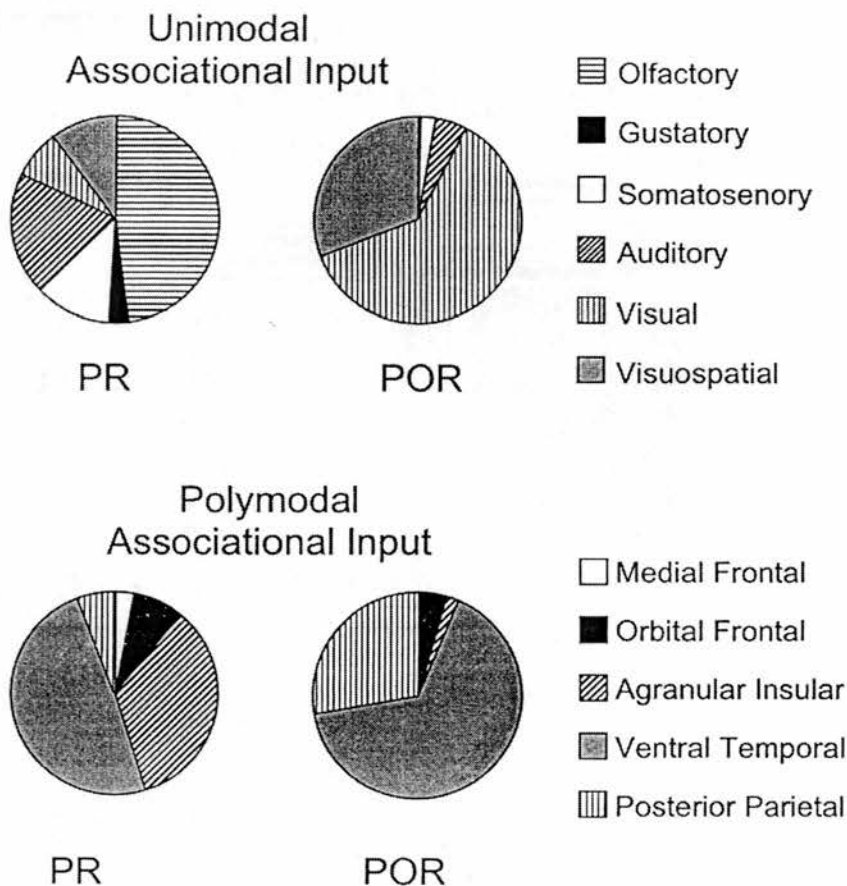 Unimodal
Associational Input
PR
POR
Olfactory
Gustatory
Somatosenory
Auditory
Visual
Visuospatial
Polymodal
Associational Input
PR
POR
Medial Frontal
Orbital Frontal
Agranular Insular
Ventral Temporal
Posterior Parietal